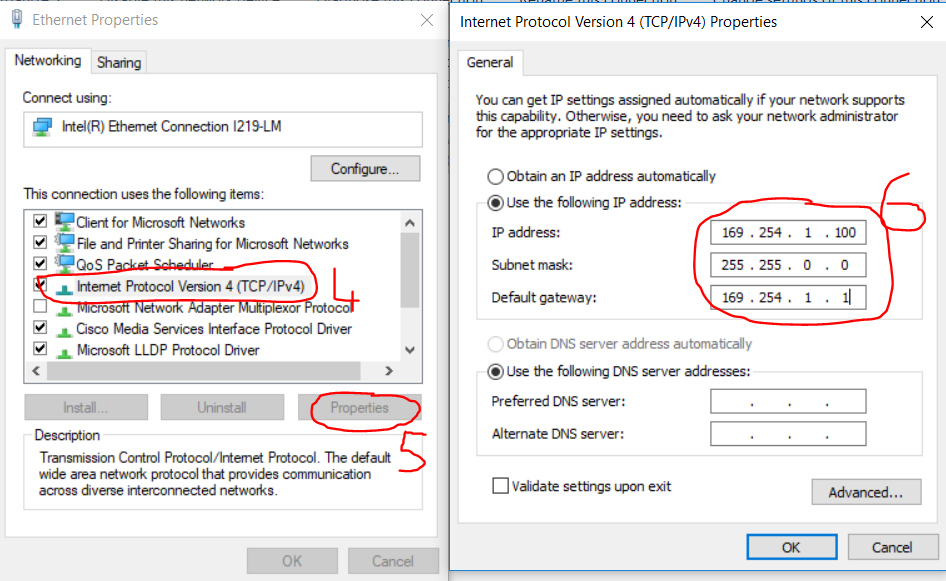 Ethernet Properties
Networking
Sharing
Connect using:
Intel(R) Ethernet Connection I219-LM
Configure...
This connection uses the following items:
Client for Microsoft Networks
File and Printer Sharing for Microsoft Networks
QoS Packet Scheduler
Internet Protocol Version 4 (TCP/IPv4)
4
Microsoft Network Adapter Multiplexor Protocol
Cisco Media Services Interface Protocol Driver
Microsoft LLDP Protocol Driver
Install...
Uninstall
Properties
5
Description
Transmission Control Protocol/Internet Protocol. The default
wide area network protocol that provides communication
across diverse interconnected networks.
OK
Cancel
Internet Protocol Version 4 (TCP/IPv4) Properties
General
You can get IP settings assigned automatically if your network supports
this capability. Otherwise, you need to ask your network administrator
for the appropriate IP settings.
Obtain an IP address automatically
Use the following IP address:
6
IP address:
169 . 254 . 1 . 100
Subnet mask:
255 . 255 . 0 . 0
Default gateway:
169 . 254 . 1 . 1
Obtain DNS server address automatically
Use the following DNS server addresses:
Preferred DNS server:
. . .
Alternate DNS server:
. . .
Validate settings upon exit
Advanced...
OK
Cancel